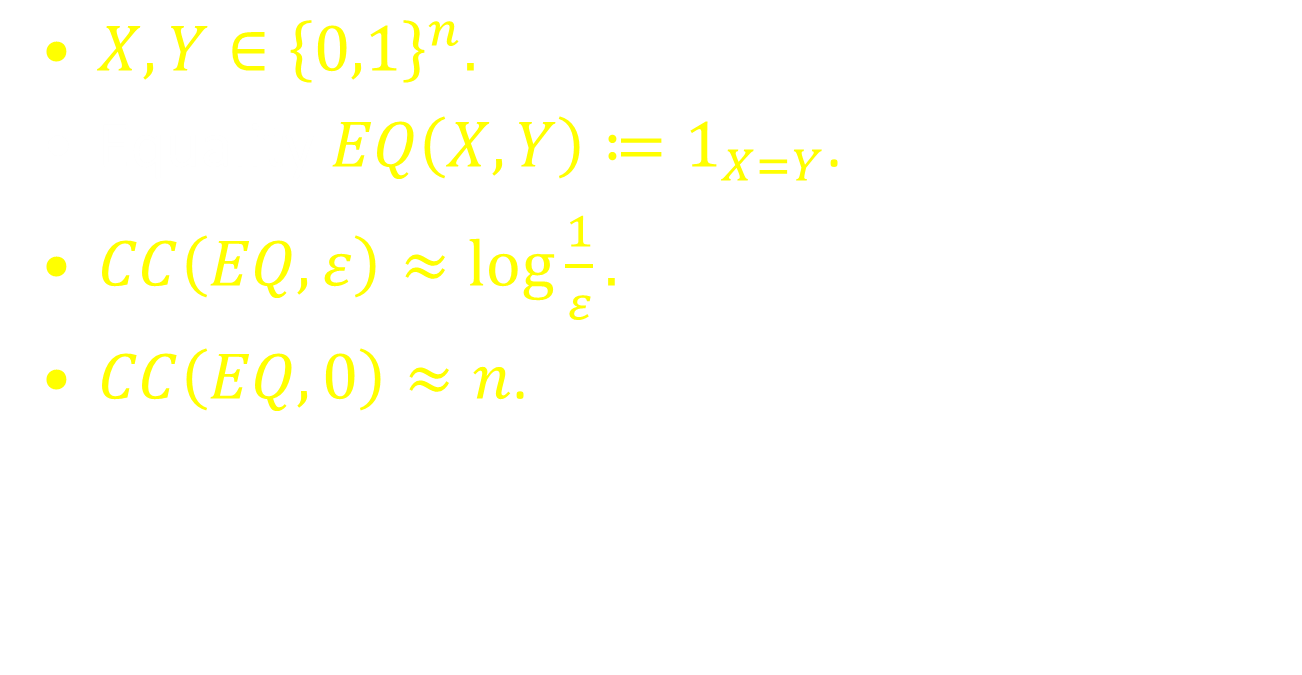 • X, Y ∈ {0,1}ⁿ.
EQ(X, Y) ≔ 1_{X=Y}.
• CC(EQ, ε) ≈ log 1/ε.
• CC(EQ, 0) ≈ n.